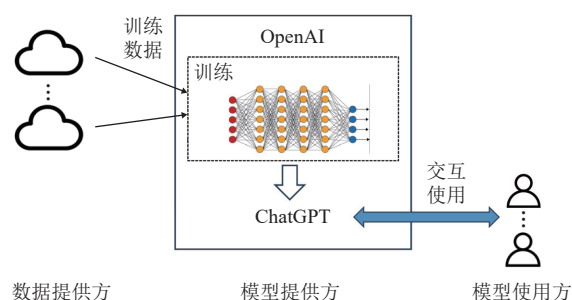 训练
数据
OpenAI
训练
ChatGPT
交互
使用
数据提供方
模型提供方
模型使用方